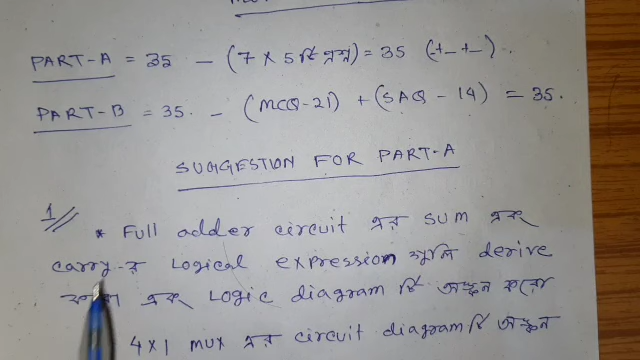 PART-A = 35 - (7 × 5 টি প্রশ্ন) = 35 (-+- +-) .
PART-B = 35 - (MCQ-21) + (SAQ - 14) = 35.
SUGGESTION FOR PART-A
1//
* Full adder circuit এর SUM এবং
carry-র Logical expression গুলি derive
এবং Logic diagram টি অঙ্কন করো
4×1 MUX এর circuit diagram টি অঙ্কন